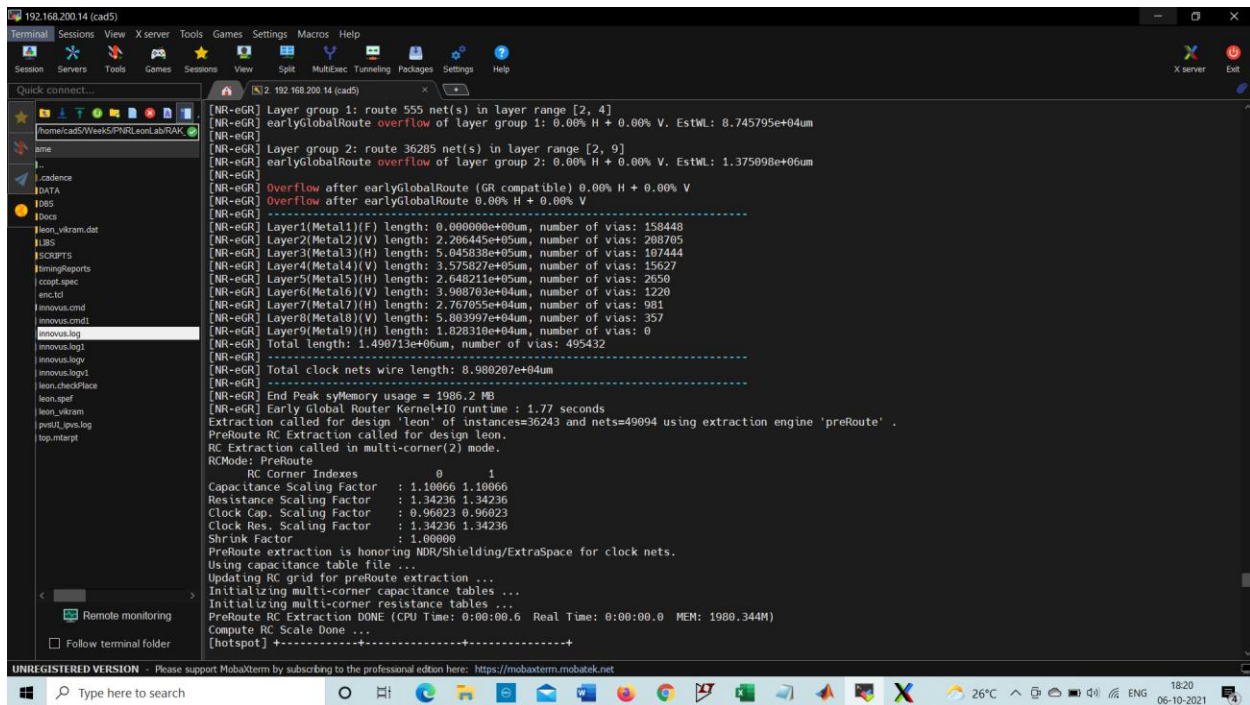 192.168.200.14 (cad5)
Terminal Sessions View X server Tools Games Settings Macros Help
Session Servers Tools Games Sessions View Split MultiExec Tunneling Packages Settings Help X server Exit
Quick connect...
2. 192.168.200.14 (cad5)
/home/cad5/Week5/PNRLeonLab/RAK_
ame
..
.cadence
DATA
DBS
Docs
leon_vikram.dat
LIBS
SCRIPTS
timingReports
ccopt.spec
enc.tcl
innovus.cmd
innovus.cmd1
innovus.log
innovus.log1
innovus.logv
innovus.logv1
leon.checkPlace
leon.spef
leon_vikram
pvsUI_ipvs.log
top.mtarpt
Remote monitoring
Follow terminal folder
[NR-eGR] Layer group 1: route 555 net(s) in layer range [2, 4]
[NR-eGR] earlyGlobalRoute overflow of layer group 1: 0.00% H + 0.00% V. EstWL: 8.745795e+04um
[NR-eGR]
[NR-eGR] Layer group 2: route 36285 net(s) in layer range [2, 9]
[NR-eGR] earlyGlobalRoute overflow of layer group 2: 0.00% H + 0.00% V. EstWL: 1.375098e+06um
[NR-eGR]
[NR-eGR] Overflow after earlyGlobalRoute (GR compatible) 0.00% H + 0.00% V
[NR-eGR] Overflow after earlyGlobalRoute 0.00% H + 0.00% V
[NR-eGR] --------------------------------------------------------------------------
[NR-eGR] Layer1(Metal1)(F) length: 0.000000e+00um, number of vias: 158448
[NR-eGR] Layer2(Metal2)(V) length: 2.206445e+05um, number of vias: 208705
[NR-eGR] Layer3(Metal3)(H) length: 5.045838e+05um, number of vias: 107444
[NR-eGR] Layer4(Metal4)(V) length: 3.575827e+05um, number of vias: 15627
[NR-eGR] Layer5(Metal5)(H) length: 2.648211e+05um, number of vias: 2650
[NR-eGR] Layer6(Metal6)(V) length: 3.908703e+04um, number of vias: 1220
[NR-eGR] Layer7(Metal7)(H) length: 2.767055e+04um, number of vias: 981
[NR-eGR] Layer8(Metal8)(V) length: 5.803997e+04um, number of vias: 357
[NR-eGR] Layer9(Metal9)(H) length: 1.828310e+04um, number of vias: 0
[NR-eGR] Total length: 1.490713e+06um, number of vias: 495432
[NR-eGR] --------------------------------------------------------------------------
[NR-eGR] Total clock nets wire length: 8.980207e+04um
[NR-eGR] --------------------------------------------------------------------------
[NR-eGR] End Peak syMemory usage = 1986.2 MB
[NR-eGR] Early Global Router Kernel+IO runtime : 1.77 seconds
Extraction called for design 'leon' of instances=36243 and nets=49094 using extraction engine 'preRoute' .
PreRoute RC Extraction called for design leon.
RC Extraction called in multi-corner(2) mode.
RCMode: PreRoute
RC Corner Indexes 0 1
Capacitance Scaling Factor : 1.10066 1.10066
Resistance Scaling Factor : 1.34236 1.34236
Clock Cap. Scaling Factor : 0.96023 0.96023
Clock Res. Scaling Factor : 1.34236 1.34236
Shrink Factor : 1.00000
PreRoute extraction is honoring NDR/Shielding/ExtraSpace for clock nets.
Using capacitance table file ...
Updating RC grid for preRoute extraction ...
Initializing multi-corner capacitance tables ...
Initializing multi-corner resistance tables ...
PreRoute RC Extraction DONE (CPU Time: 0:00:00.6 Real Time: 0:00:00.0 MEM: 1980.344M)
Compute RC Scale Done ...
[hotspot] +------------+---------------+---------------+
UNREGISTERED VERSION - Please support MobaXterm by subscribing to the professional edition here: https://mobaxterm.mobatek.net
Type here to search
26°C ENG 18:20
06-10-2021
4